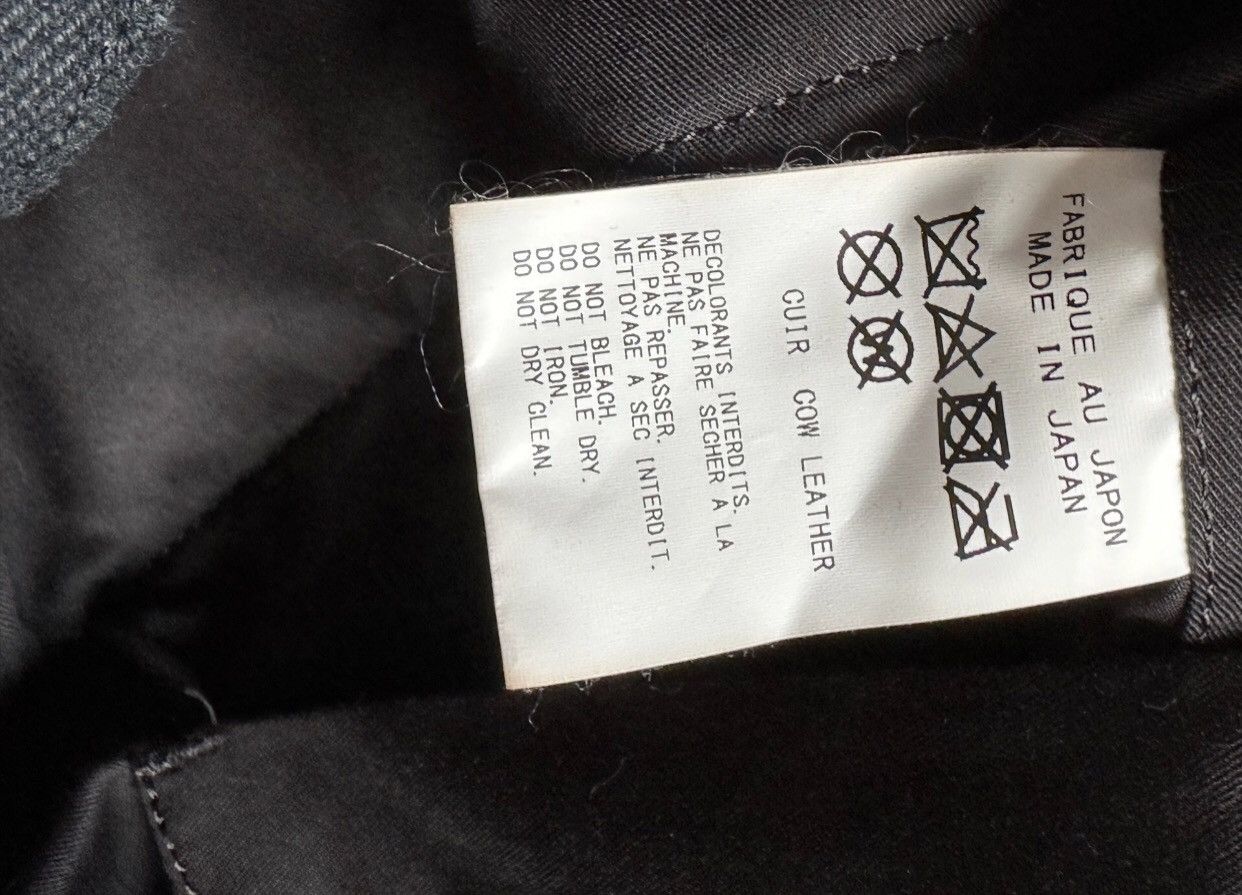 FABRIQUE AU JAPON
MADE IN JAPAN
CUIR COW LEATHER
DECOLORANTS INTERDITS.
NE PAS FAIRE SECHER A LA
MACHINE.
NE PAS REPASSER.
NETTOYAGE A SEC INTERDIT.
DO NOT BLEACH.
DO NOT TUMBLE DRY.
DO NOT IRON.
DO NOT DRY CLEAN.